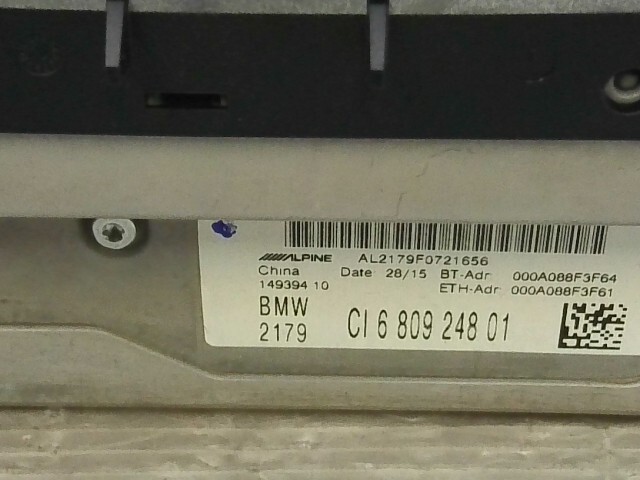 ALPINE AL2179F0721656
China Date 28/15 BT-Adr 000A088F3F64
149394 10 ETH-Adr 000A088F3F61
BMW
2179 CI 6 809 248 01